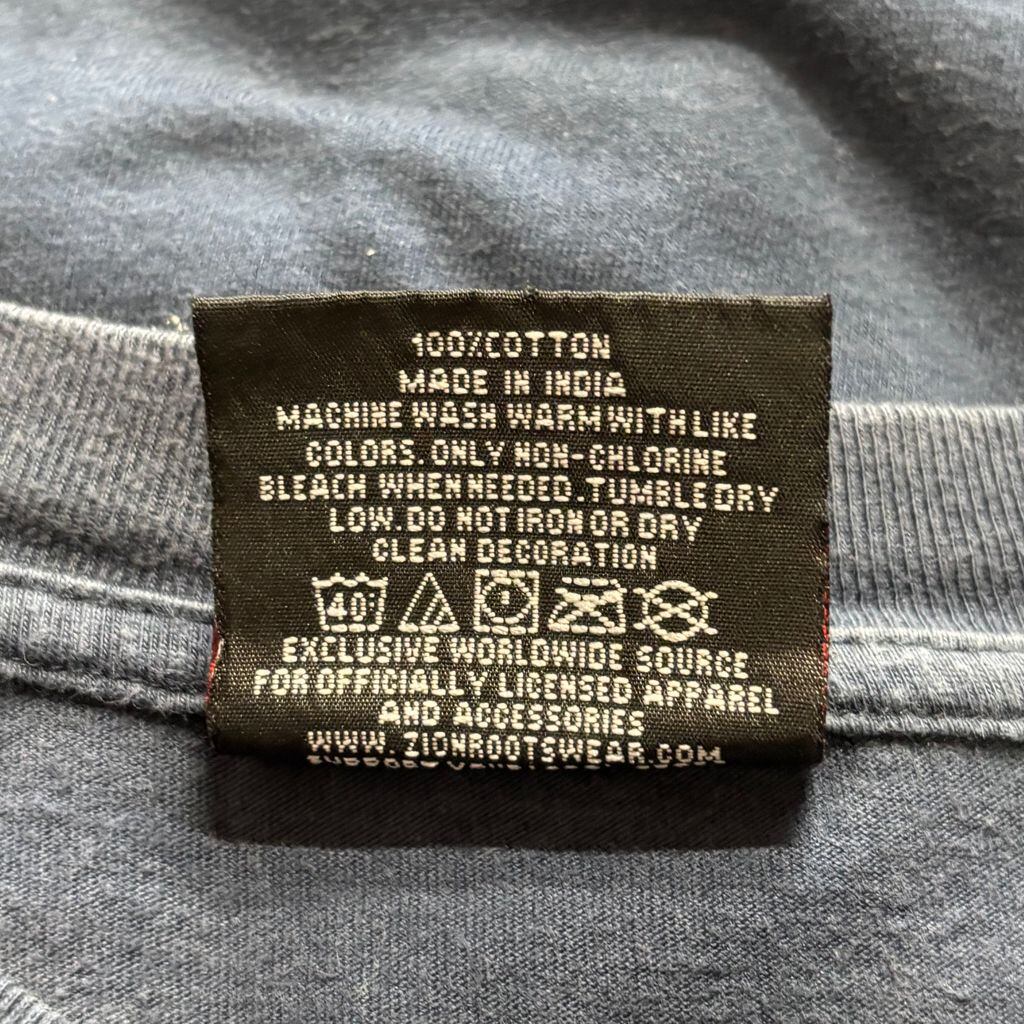 100%COTTON
MADE IN INDIA
MACHINE WASH WARM WITH LIKE
COLORS. ONLY NON-CHLORINE
BLEACH WHEN NEEDED. TUMBLE DRY
LOW. DO NOT IRON OR DRY
CLEAN DECORATION
40°
EXCLUSIVE WORLDWIDE SOURCE
FOR OFFICIALLY LICENSED APPAREL
AND ACCESSORIES
WWW.ZIONROOTSWEAR.COM